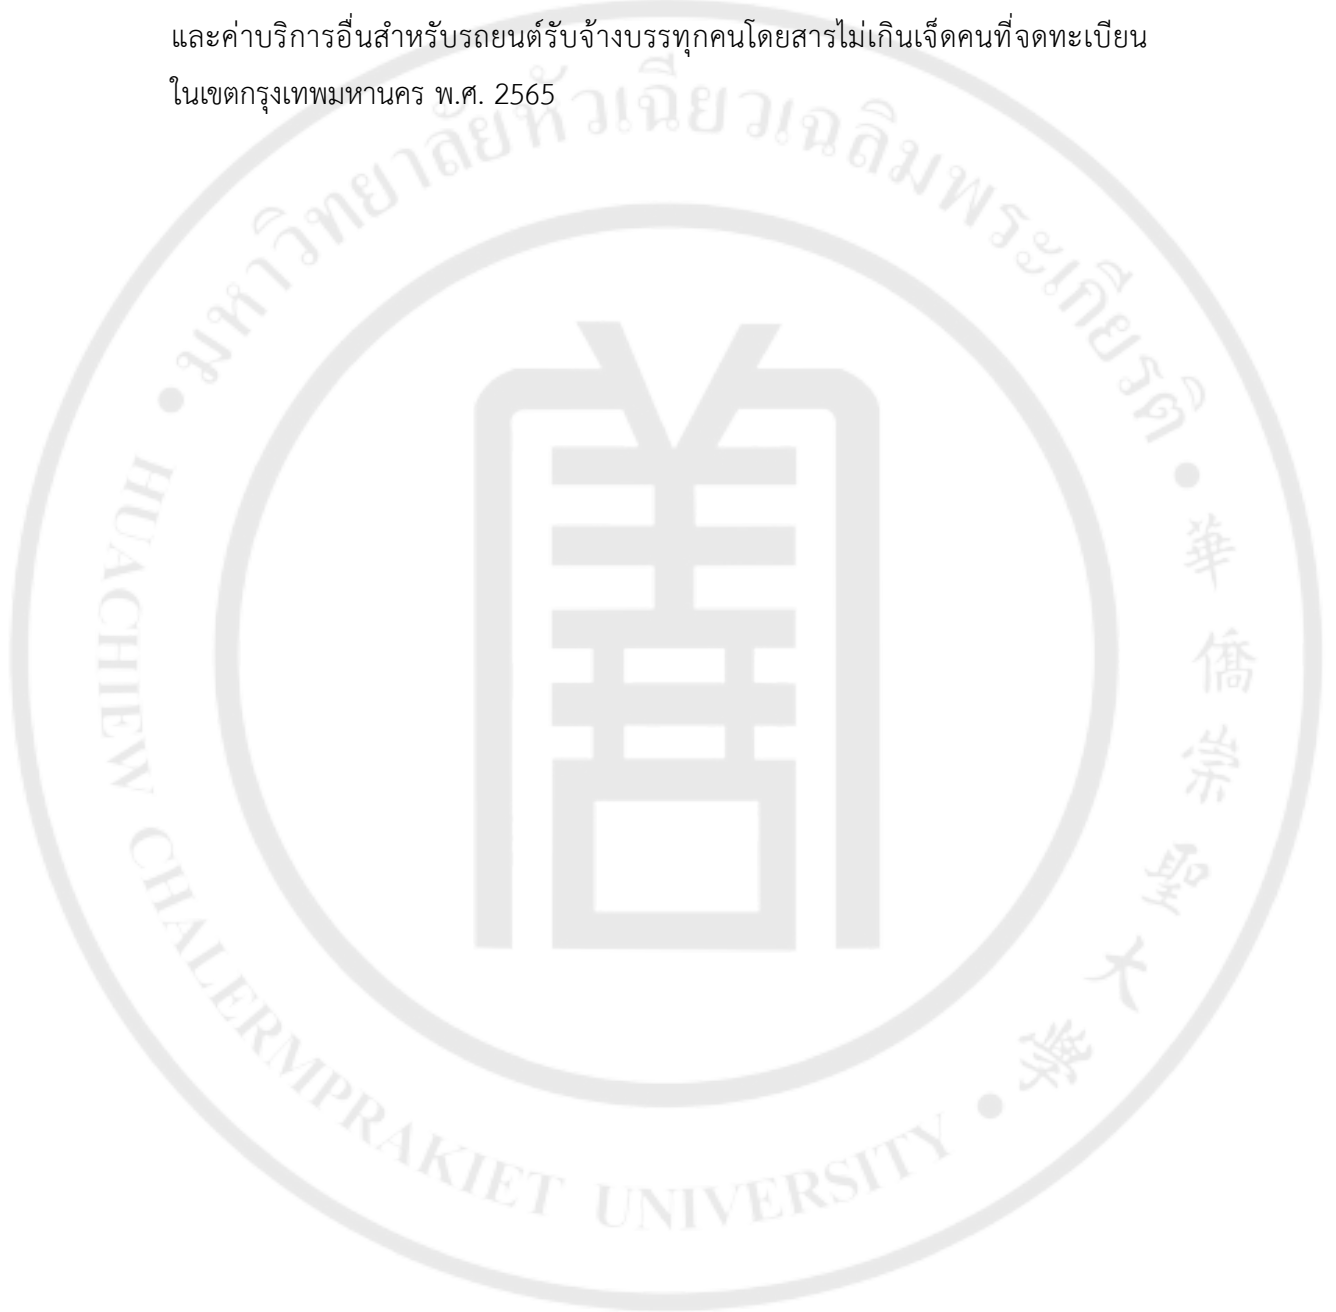 และค่าบริการอื่นสำหรับรถยนต์รับจ้างบรรทุกคนโดยสารไม่เกินเจ็ดคนที่จดทะเบียน
ในเขตกรุงเทพมหานคร พ.ศ. 2565
มหาวิทยาลัยหัวเฉียวเฉลิมพระเกียรติ
華僑崇聖大學
HUACHIEW CHALERMPRAKIET UNIVERSITY